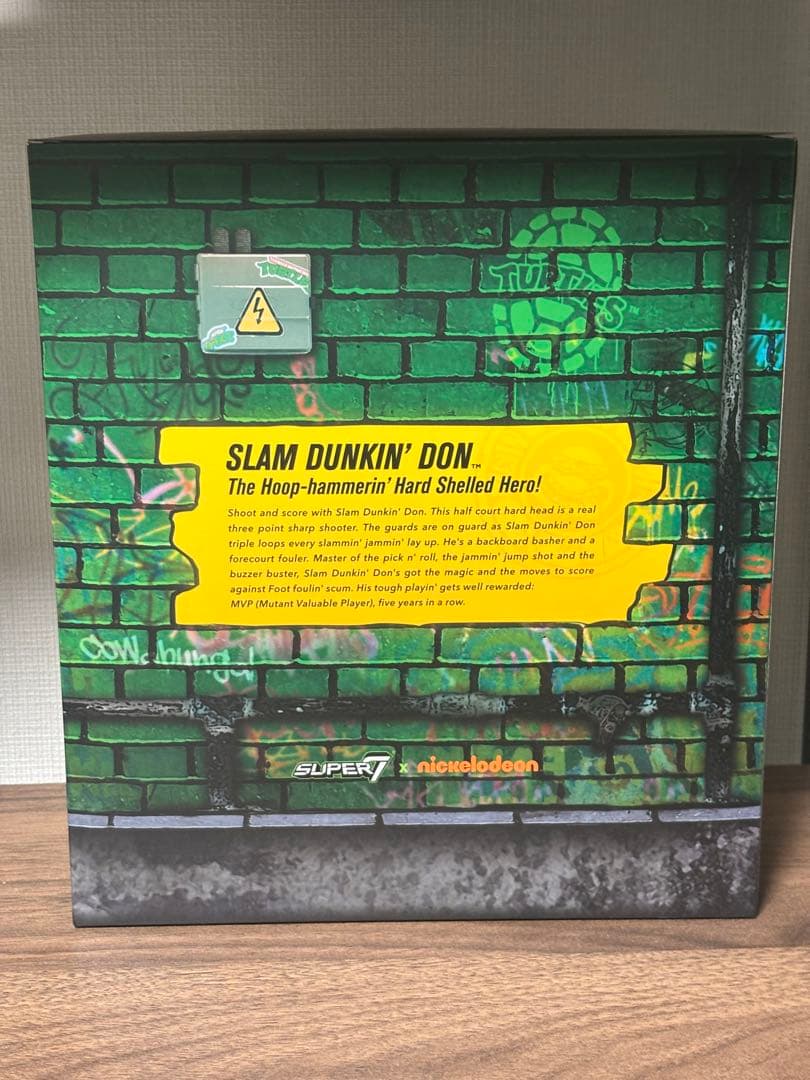 TURTLES™
SLAM DUNKIN' DON™
The Hoop-hammerin' Hard Shelled Hero!
Shoot and score with Slam Dunkin' Don. This half court hard head is a real
three point sharp shooter. The guards are on guard as Slam Dunkin' Don
triple loops every slammin' jammin' lay up. He's a backboard basher and a
forecourt fouler. Master of the pick n' roll, the jammin' jump shot and the
buzzer buster, Slam Dunkin' Don's got the magic and the moves to score
against Foot foulin' scum. His tough playin' gets well rewarded:
MVP (Mutant Valuable Player), five years in a row.
Cowabunga!
SUPER7 x nickelodeon